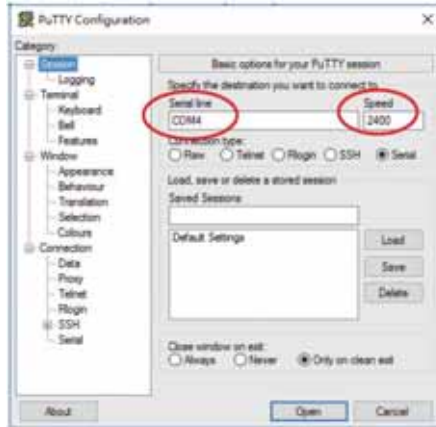 PuTTY Configuration
Category:
Session
Logging
Terminal
Keyboard
Bell
Features
Window
Appearance
Behaviour
Translation
Selection
Colours
Connection
Data
Proxy
Telnet
Rlogin
SSH
Serial
Basic options for your PuTTY session
Specify the destination you want to connect to
Serial line
Speed
COM4
2400
Connection type:
Raw Telnet Rlogin SSH Serial
Load, save or delete a stored session
Saved Sessions
Default Settings
Load
Save
Delete
Close window on exit:
Always Never Only on clean exit
About
Open
Cancel